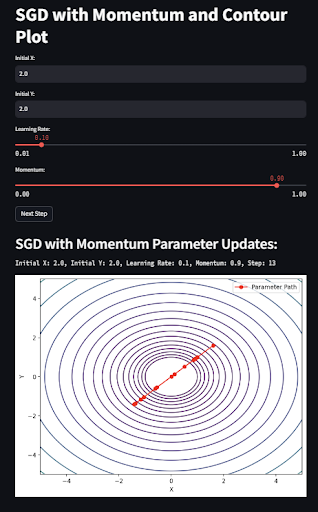 SGD with Momentum and Contour
Plot
Initial X:
2.0
Initial Y:
2.0
Learning Rate:
0.10
0.01 1.00
Momentum:
0.90
0.00 1.00
Next Step
SGD with Momentum Parameter Updates:
Initial X: 2.0, Initial Y: 2.0, Learning Rate: 0.1, Momentum: 0.9, Step: 13
Parameter Path
4
2
0
−2
−4
Y
−4 −2 0 2 4
X